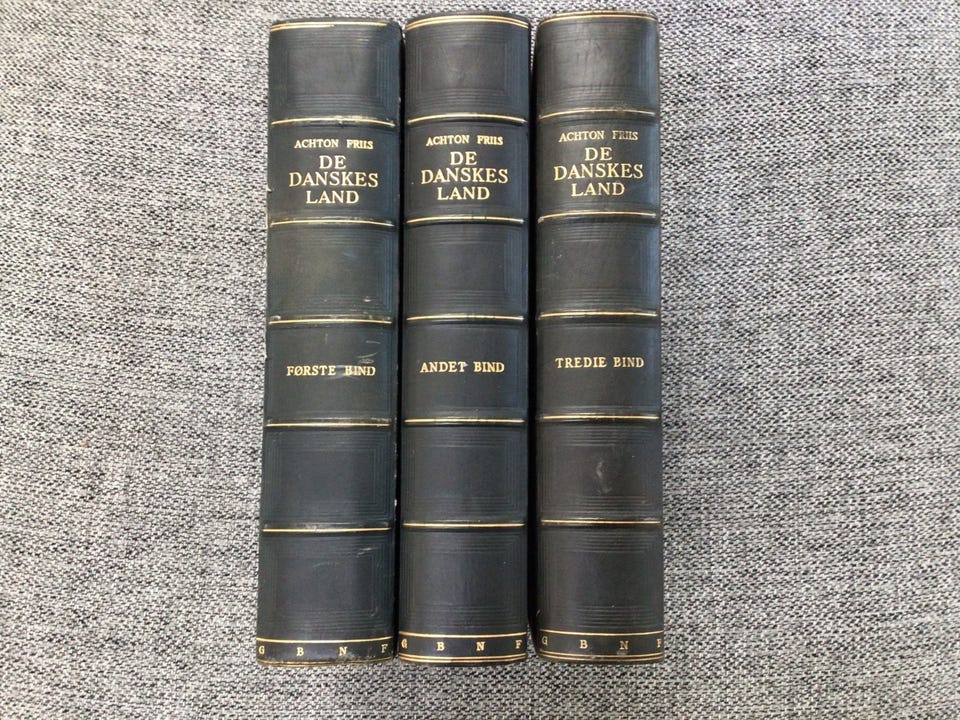 ACHTON FRIIS
DE
DANSKES
LAND
FØRSTE BIND
G B N F
ACHTON FRIIS
DE
DANSKES
LAND
ANDET BIND
G B N F
ACHTON FRIIS
DE
DANSKES
LAND
TREDIE BIND
G B N F